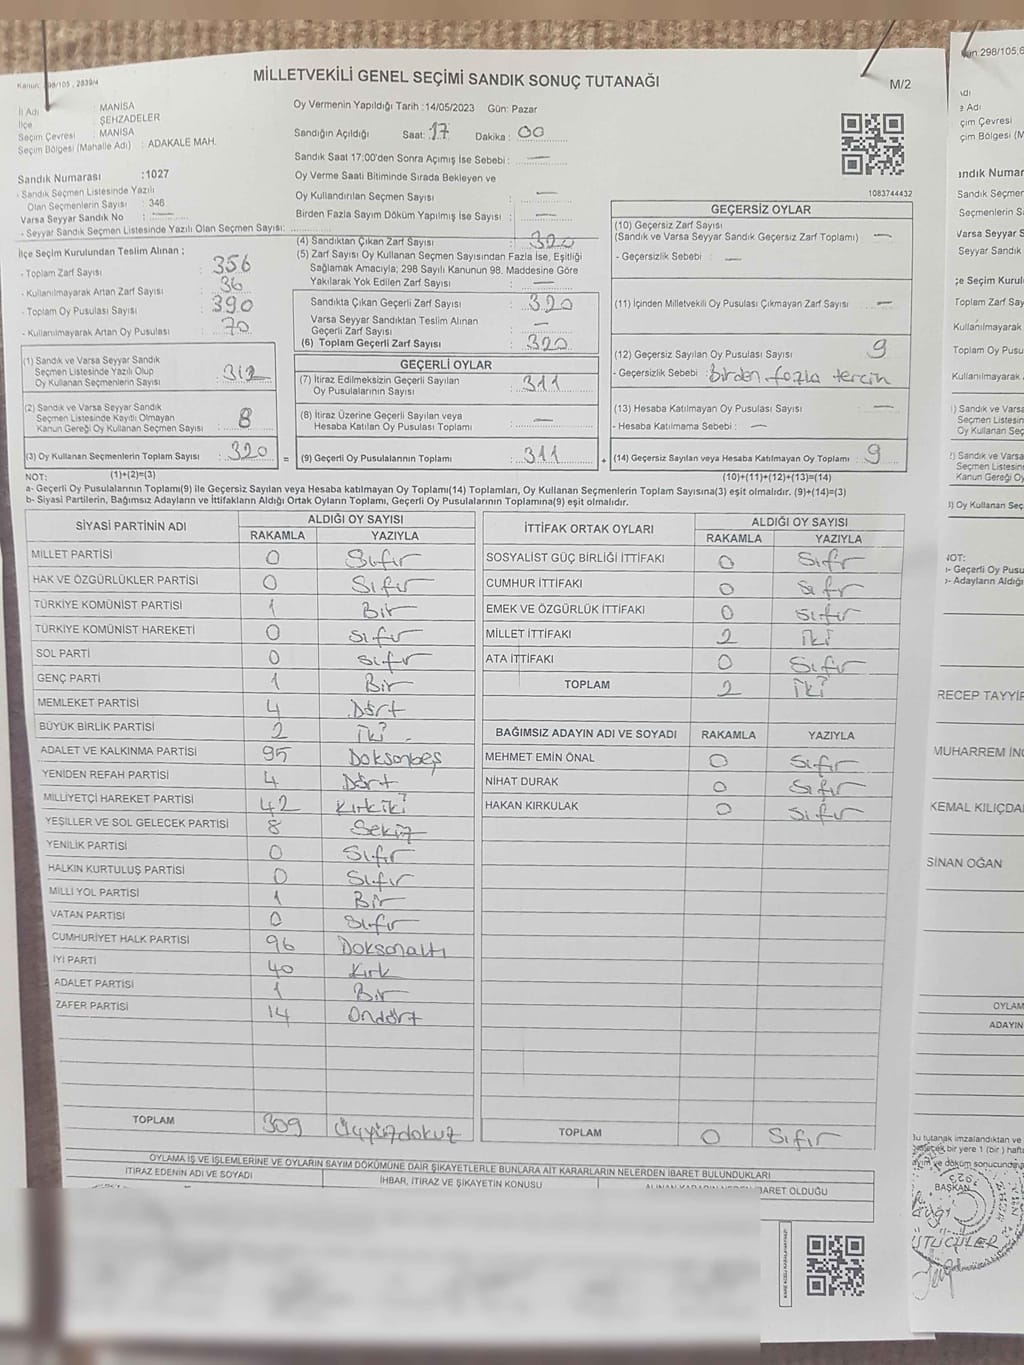 Kanun: 298/105 , 2839/4
MİLLETVEKİLİ GENEL SEÇİMİ SANDIK SONUÇ TUTANAĞI
M/2
İl Adı : MANİSA
İlçe : ŞEHZADELER
Seçim Çevresi : MANİSA
Seçim Bölgesi (Mahalle Adı) : ADAKALE MAH.
Sandık Numarası :1027
- Sandık Seçmen Listesinde Yazılı
Olan Seçmenlerin Sayısı : 346
Varsa Seyyar Sandık No : —
- Seyyar Sandık Seçmen Listesinde Yazılı Olan Seçmen Sayısı:
Oy Vermenin Yapıldığı Tarih :14/05/2023 Gün: Pazar
Sandığın Açıldığı Saat: 17 Dakika : 00
Sandık Saat 17:00'den Sonra Açımış İse Sebebi : —
Oy Verme Saati Bitiminde Sırada Bekleyen ve
Oy Kullandırılan Seçmen Sayısı : —
Birden Fazla Sayım Döküm Yapılmış İse Sayısı : —
1083744432
İlçe Seçim Kurulundan Teslim Alınan ;
- Toplam Zarf Sayısı : 356
- Kullanılmayarak Artan Zarf Sayısı : 36
- Toplam Oy Pusulası Sayısı : 390
- Kullanılmayarak Artan Oy Pusulası : 70
(1) Sandık ve Varsa Seyyar Sandık
Seçmen Listesinde Yazılı Olup
Oy Kullanan Seçmenlerin Sayısı : 312
(2) Sandık ve Varsa Seyyar Sandık
Seçmen Listesinde Kayıtlı Olmayan
Kanun Gereği Oy Kullanan Seçmen Sayısı : 8
(3) Oy Kullanan Seçmenlerin Toplam Sayısı : 320 =
(4) Sandıktan Çıkan Zarf Sayısı : 320
(5) Zarf Sayısı Oy Kullanan Seçmen Sayısından Fazla İse, Eşitliği
Sağlamak Amacıyla; 298 Sayılı Kanunun 98. Maddesine Göre
Yakılarak Yok Edilen Zarf Sayısı : —
Sandıkta Çıkan Geçerli Zarf Sayısı : 320
Varsa Seyyar Sandıktan Teslim Alınan
Geçerli Zarf Sayısı : —
(6) Toplam Geçerli Zarf Sayısı : 320
GEÇERLİ OYLAR
(7) İtiraz Edilmeksizin Geçerli Sayılan
Oy Pusulalarının Sayısı : 311
(8) İtiraz Üzerine Geçerli Sayılan veya
Hesaba Katılan Oy Pusulası Toplamı : —
(9) Geçerli Oy Pusulalarının Toplamı : 311 +
GEÇERSİZ OYLAR
(10) Geçersiz Zarf Sayısı
(Sandık ve Varsa Seyyar Sandık Geçersiz Zarf Toplamı) : —
- Geçersizlik Sebebi : —
(11) İçinden Milletvekili Oy Pusulası Çıkmayan Zarf Sayısı : —
(12) Geçersiz Sayılan Oy Pusulası Sayısı : 9
- Geçersizlik Sebebi : Birden fazla tercih
(13) Hesaba Katılmayan Oy Pusulası Sayısı : —
- Hesaba Katılmama Sebebi : —
(14) Geçersiz Sayılan veya Hesaba Katılmayan Oy Toplamı : 9
NOT: (1)+(2)=(3) (10)+(11)+(12)+(13)=(14)
a- Geçerli Oy Pusulalarının Toplamı(9) ile Geçersiz Sayılan veya Hesaba katılmayan Oy Toplamı(14) Toplamları, Oy Kullanan Seçmenlerin Toplam Sayısına(3) eşit olmalıdır. (9)+(14)=(3)
b- Siyasi Partilerin, Bağımsız Adayların ve İttifakların Aldığı Ortak Oyların Toplamı, Geçerli Oy Pusulalarının Toplamına(9) eşit olmalıdır.
SİYASİ PARTİNİN ADI ALDIĞI OY SAYISI
RAKAMLA YAZIYLA
MİLLET PARTİSİ 0 Sıfır
HAK VE ÖZGÜRLÜKLER PARTİSİ 0 Sıfır
TÜRKİYE KOMÜNİST PARTİSİ 1 Bir
TÜRKİYE KOMÜNİST HAREKETİ 0 Sıfır
SOL PARTİ 0 Sıfır
GENÇ PARTİ 1 Bir
MEMLEKET PARTİSİ 4 Dört
BÜYÜK BİRLİK PARTİSİ 2 İki
ADALET VE KALKINMA PARTİSİ 95 Doksanbeş
YENİDEN REFAH PARTİSİ 4 Dört
MİLLİYETÇİ HAREKET PARTİSİ 42 Kırkiki
YEŞİLLER VE SOL GELECEK PARTİSİ 8 Sekiz
YENİLİK PARTİSİ 0 Sıfır
HALKIN KURTULUŞ PARTİSİ 0 Sıfır
MİLLİ YOL PARTİSİ 1 Bir
VATAN PARTİSİ 0 Sıfır
CUMHURİYET HALK PARTİSİ 96 Doksanaltı
İYİ PARTİ 40 Kırk
ADALET PARTİSİ 1 Bir
ZAFER PARTİSİ 14 Ondört
TOPLAM 309 Üçyüzdokuz
İTTİFAK ORTAK OYLARI ALDIĞI OY SAYISI
RAKAMLA YAZIYLA
SOSYALİST GÜÇ BİRLİĞİ İTTİFAKI 0 Sıfır
CUMHUR İTTİFAKI 0 Sıfır
EMEK VE ÖZGÜRLÜK İTTİFAKI 0 Sıfır
MİLLET İTTİFAKI 2 İki
ATA İTTİFAKI 0 Sıfır
TOPLAM 2 İki
BAĞIMSIZ ADAYIN ADI VE SOYADI RAKAMLA YAZIYLA
MEHMET EMİN ÖNAL 0 Sıfır
NİHAT DURAK 0 Sıfır
HAKAN KIRKULAK 0 Sıfır
TOPLAM 0 Sıfır
OYLAMA İŞ VE İŞLEMLERİNE VE OYLARIN SAYIM DÖKÜMÜNE DAİR ŞİKAYETLERLE BUNLARA AİT KARARLARIN NELERDEN İBARET BULUNDUKLARI
İTİRAZ EDENİN ADI VE SOYADI İHBAR, İTİRAZ VE ŞİKAYETİN KONUSU İBARET OLDUĞU
Kanun 298/105,6
Seçim Çevresi
Sandık Seçmen
Varsa Seyyar S
Seyyar Sandık
Toplam Zarf Say
Toplam Oy Pusu
) Sandık ve Varsa
Seçmen Listesin
Oy Kullanan Seç
NOT:
- Geçerli Oy Pusu
- Adayların Aldığı
RECEP TAYYİP
MUHARREM İNC
KEMAL KILIÇDA
SİNAN OĞAN
OYLAM
ADAYIN
Bu tutanak imzalandıktan ve
bir yere 1 (bir ) haft
ve döküm sonucunda
BAŞKAN